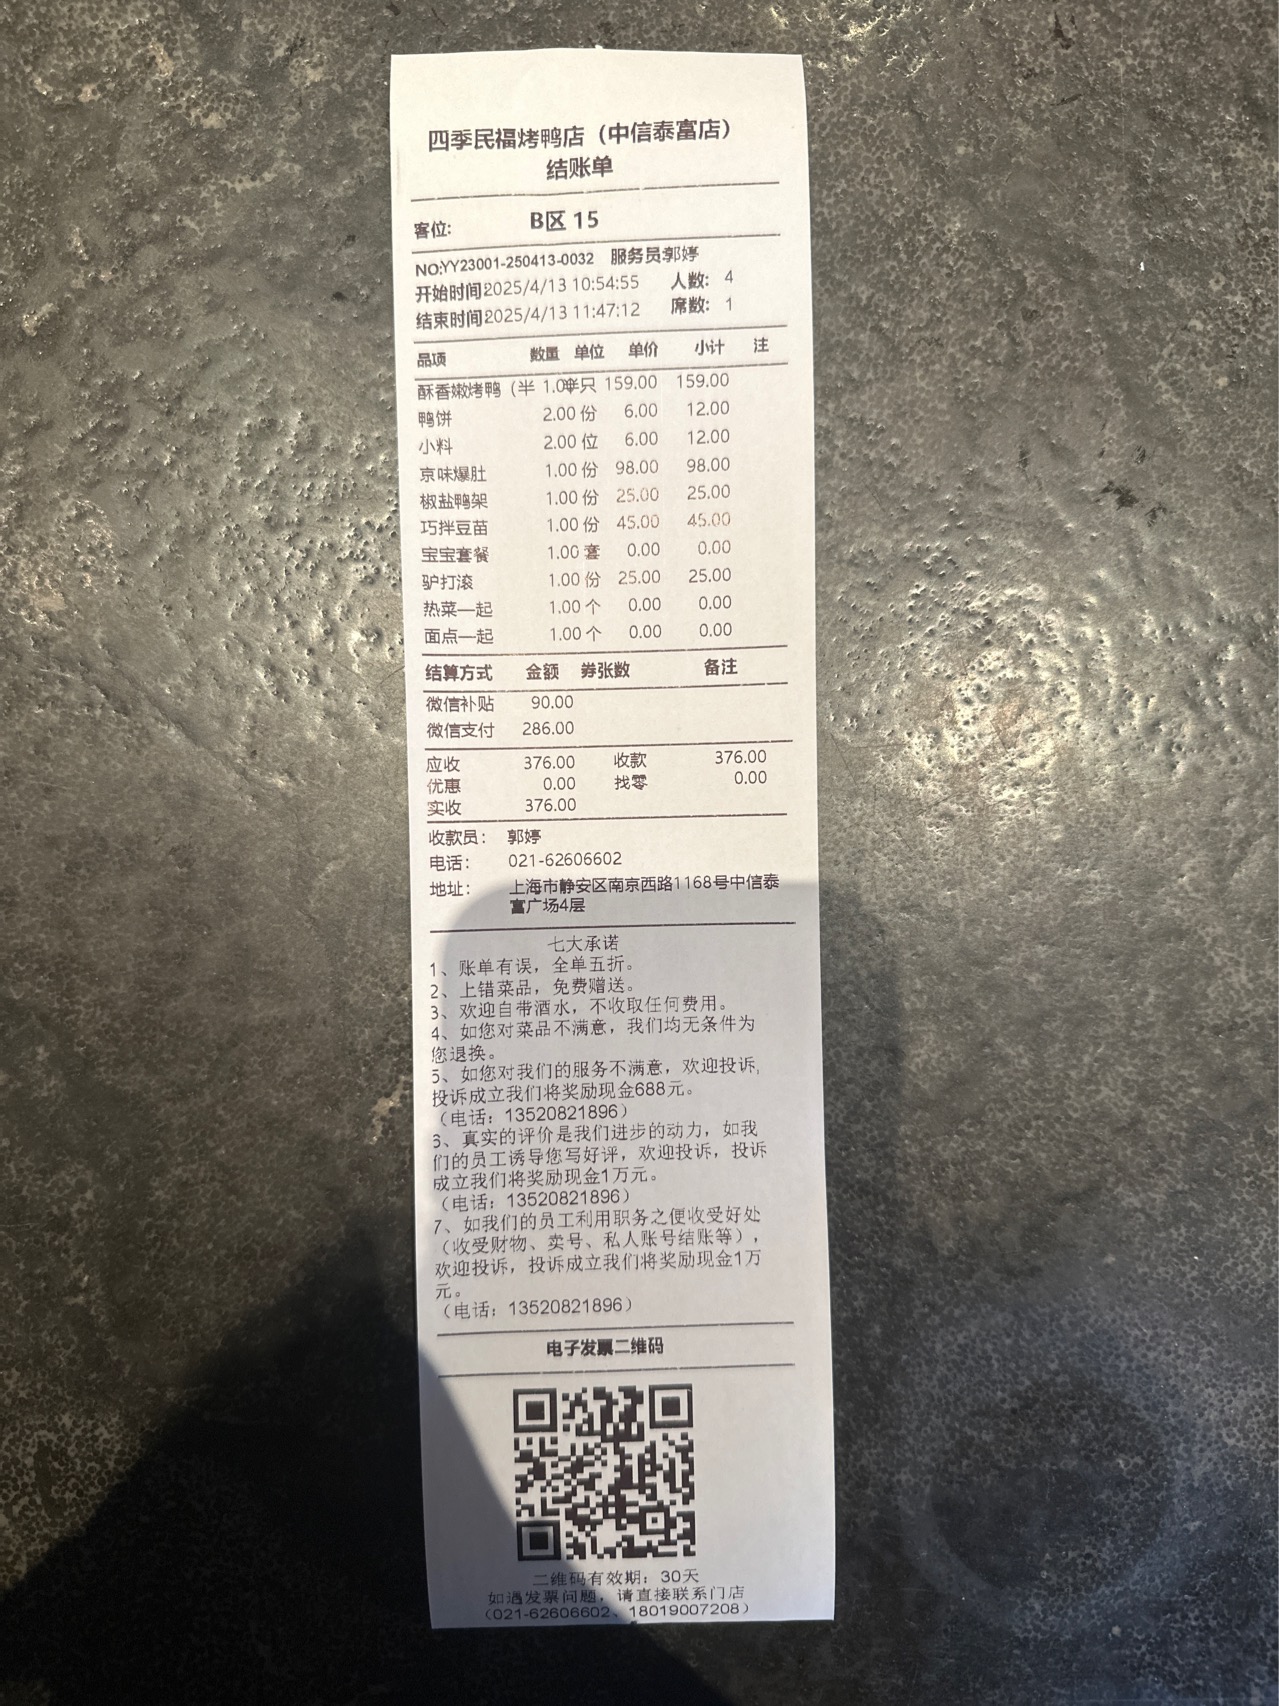 四季民福烤鸭店（中信泰富店）
结账单
客位: B区 15
NO:YY23001-250413-0032 服务员:郭婷
开始时间:2025/4/13 10:54:55 人数: 4
结束时间:2025/4/13 11:47:12 席数: 1
品项 数量 单位 单价 小计 注
酥香嫩烤鸭（半 1.00 半只 159.00 159.00
鸭饼 2.00 份 6.00 12.00
小料 2.00 位 6.00 12.00
京味爆肚 1.00 份 98.00 98.00
椒盐鸭架 1.00 份 25.00 25.00
巧拌豆苗 1.00 份 45.00 45.00
宝宝套餐 1.00 套 0.00 0.00
驴打滚 1.00 份 25.00 25.00
热菜一起 1.00 个 0.00 0.00
面点一起 1.00 个 0.00 0.00
结算方式 金额 券张数 备注
微信补贴 90.00
微信支付 286.00
应收 376.00 收款 376.00
优惠 0.00 找零 0.00
实收 376.00
收款员: 郭婷
电话: 021-62606602
地址: 上海市静安区南京西路1168号中信泰
富广场4层
七大承诺
1、账单有误，全单五折。
2、上错菜品，免费赠送。
3、欢迎自带酒水，不收取任何费用。
4、如您对菜品不满意，我们均无条件为
您退换。
5、如您对我们的服务不满意，欢迎投诉,
投诉成立我们将奖励现金688元。
（电话：13520821896）
6、真实的评价是我们进步的动力，如我
们的员工诱导您写好评，欢迎投诉，投诉
成立我们将奖励现金1万元。
（电话：13520821896）
7、如我们的员工利用职务之便收受好处
（收受财物、卖号、私人账号结账等），
欢迎投诉，投诉成立我们将奖励现金1万
元。
（电话：13520821896）
电子发票二维码
二维码有效期：30天
如遇发票问题，请直接联系门店
（021-62606602、18019007208）